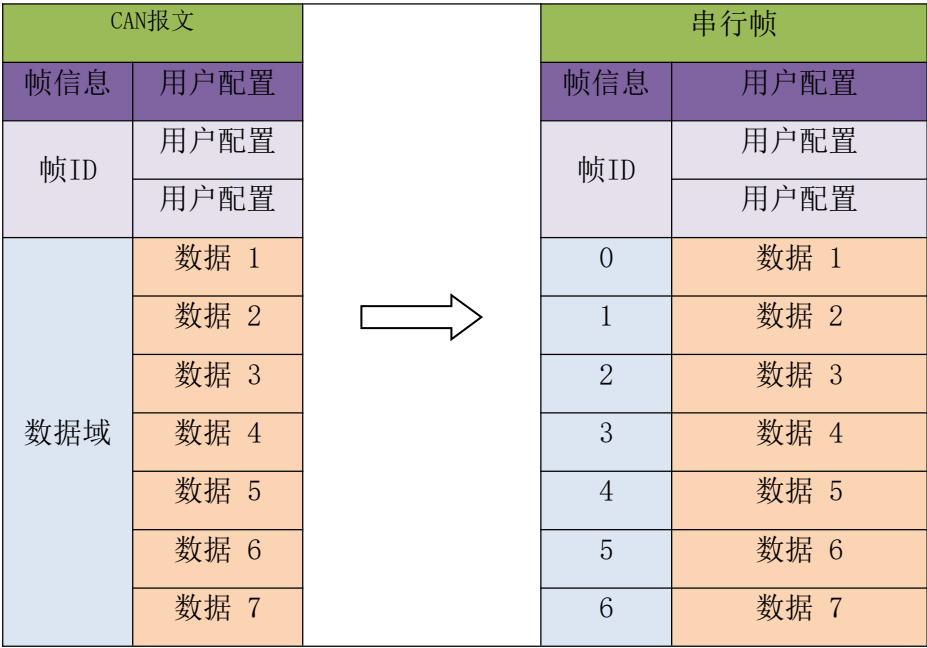 CAN报文 串行帧
帧信息 用户配置 帧信息 用户配置
帧ID 用户配置 帧ID 用户配置
用户配置 用户配置
数据域 数据 1 0 数据 1
数据 2 1 数据 2
数据 3 2 数据 3
数据 4 3 数据 4
数据 5 4 数据 5
数据 6 5 数据 6
数据 7 6 数据 7